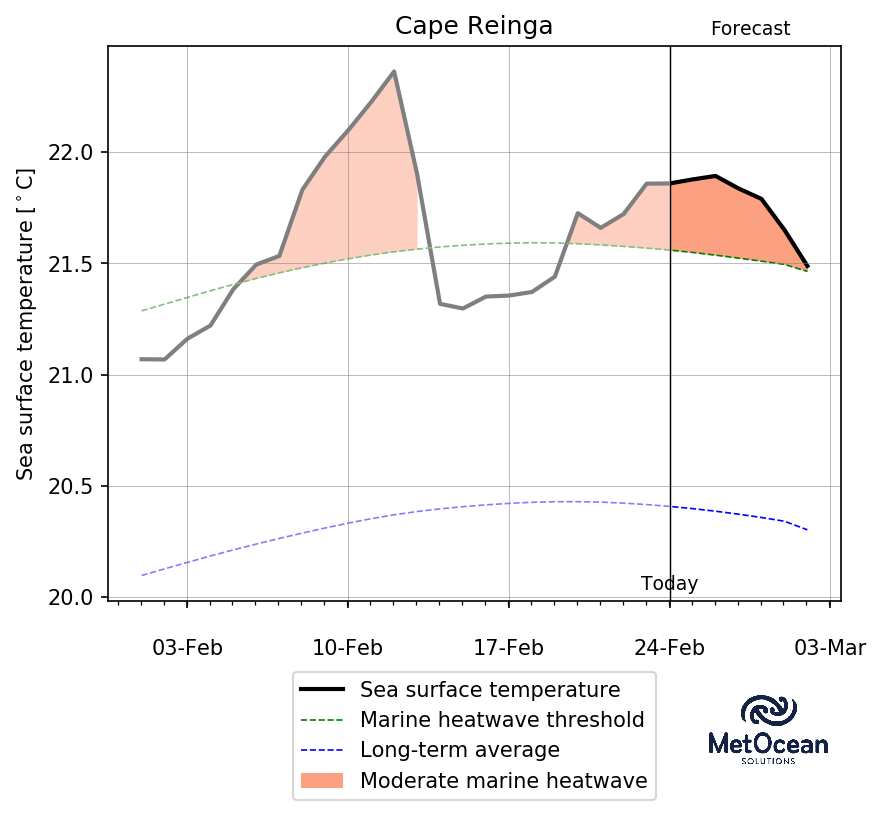 Cape Reinga
Forecast
Sea surface temperature [°C]
22.0
21.5
21.0
20.5
20.0
Today
03-Feb
10-Feb
17-Feb
24-Feb
03-Mar
Sea surface temperature
Marine heatwave threshold
Long-term average
Moderate marine heatwave
MetOcean
SOLUTIONS